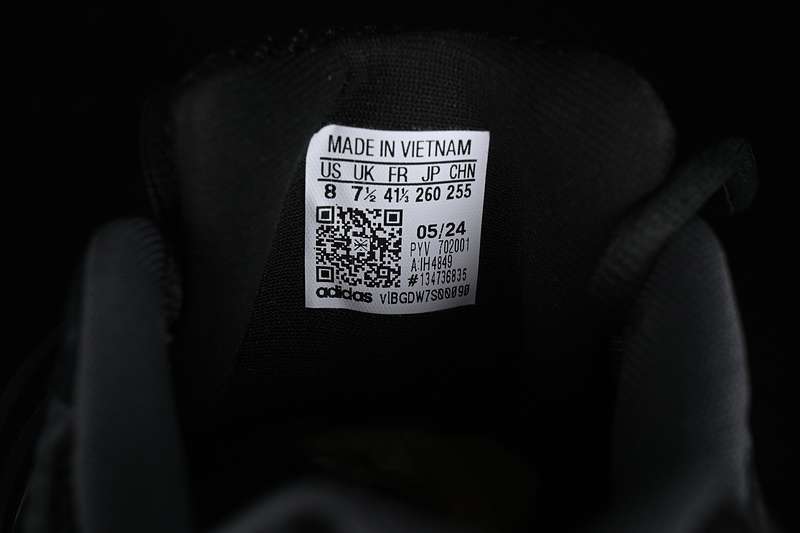 MADE IN VIETNAM
US UK FR JP CHN
8 7½ 41⅓ 260 255
05/24
PYV 702001
A:IH4849
#134736835
adidas vlBGDW7S00090